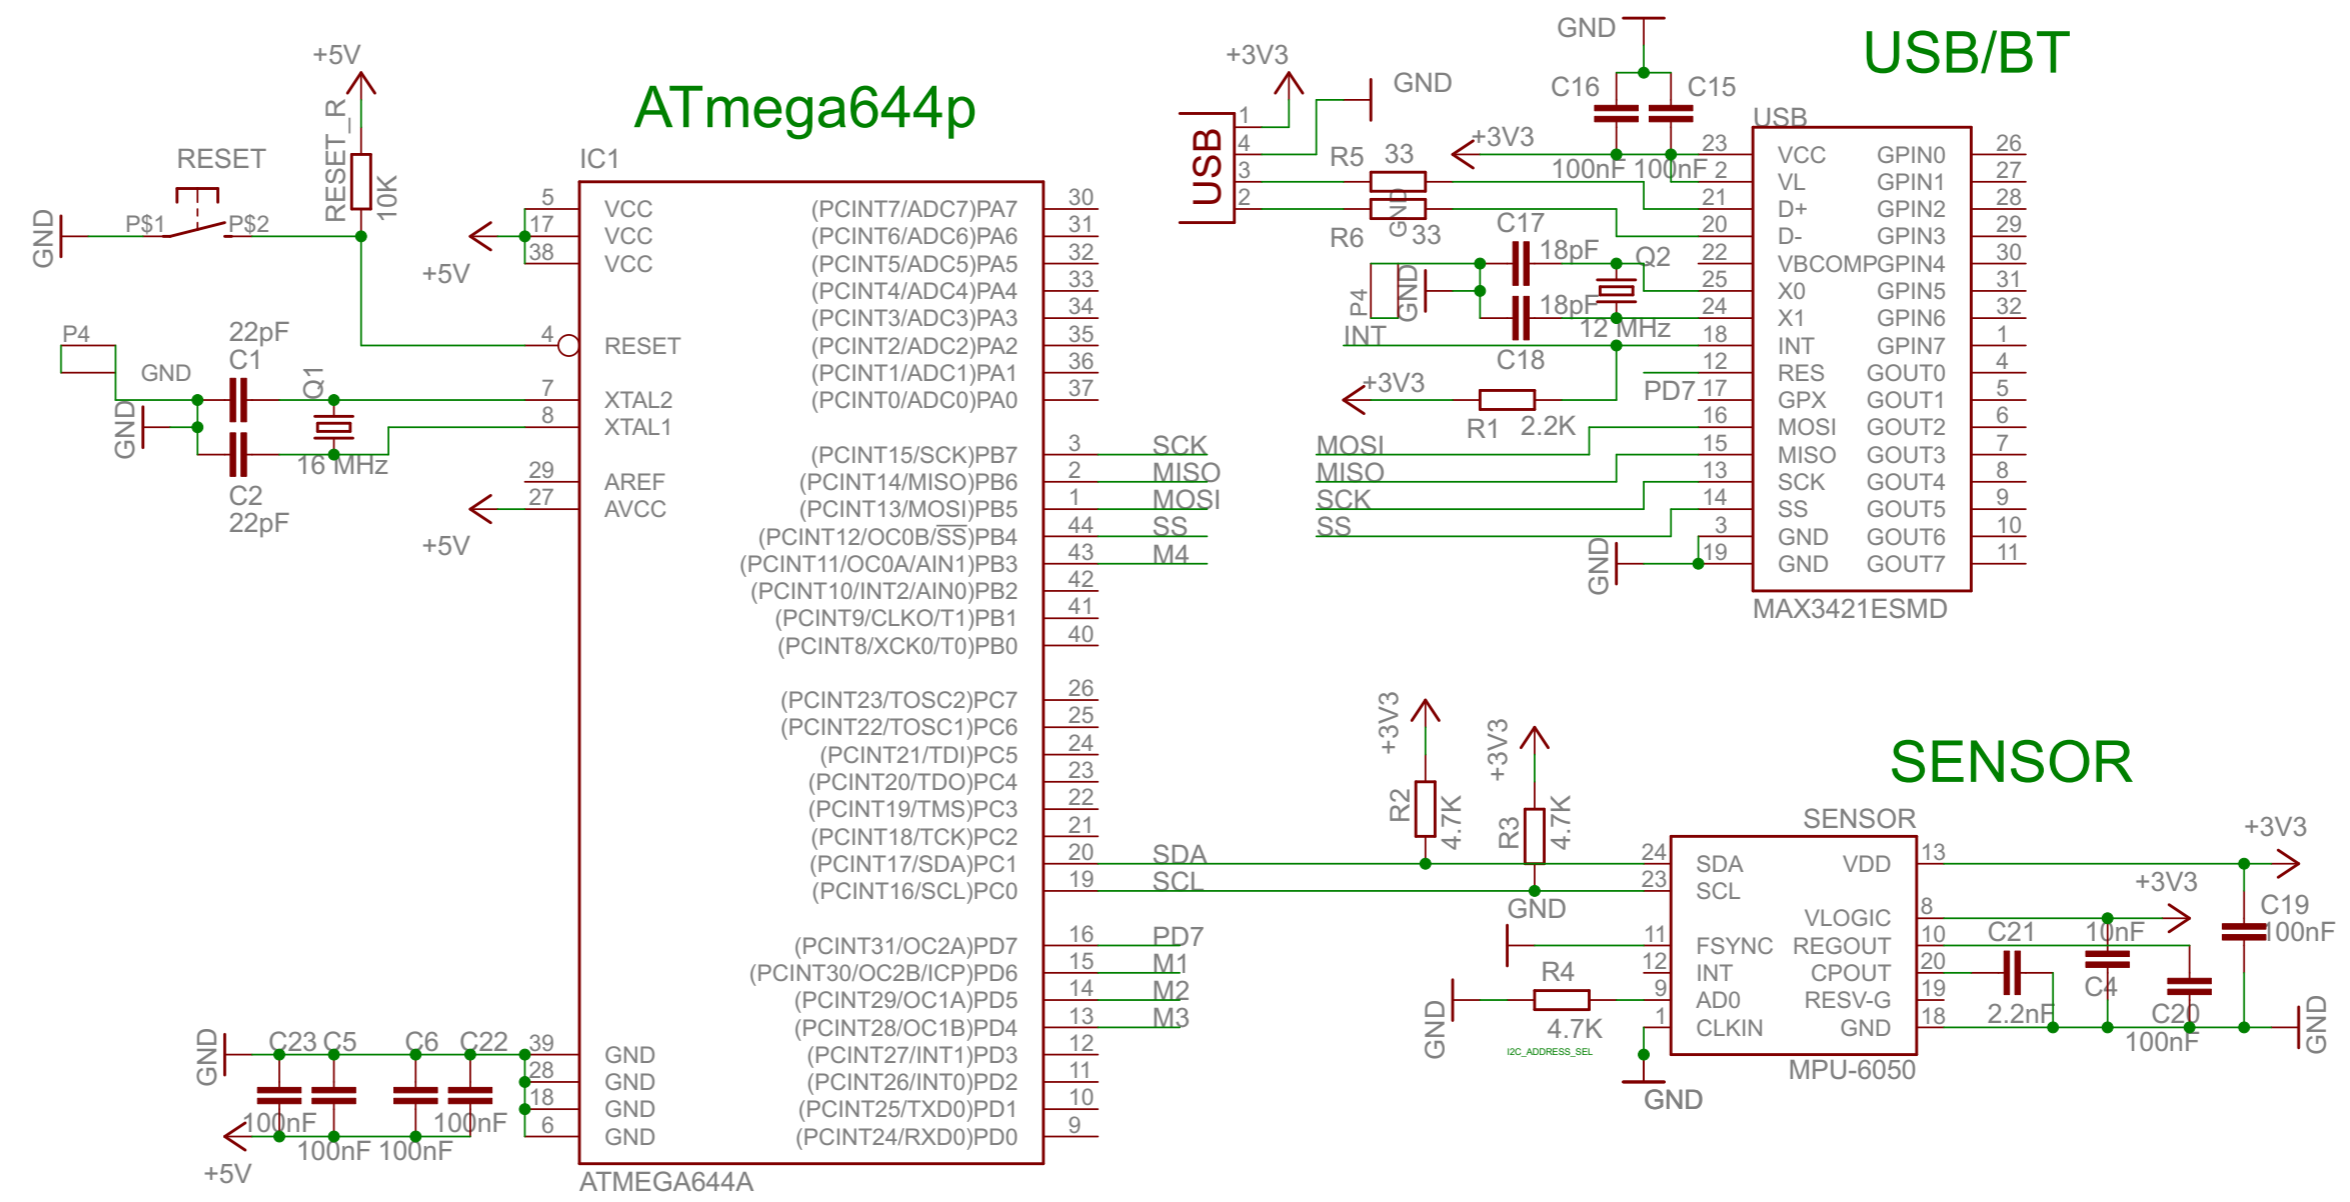 ATmega644p
+5V
RESET_R
10K
RESET
GND
P$1
P$2
IC1
5 VCC (PCINT7/ADC7)PA7 30
17 VCC (PCINT6/ADC6)PA6 31
38 VCC (PCINT5/ADC5)PA5 32
(PCINT4/ADC4)PA4 33
(PCINT3/ADC3)PA3 34
4 RESET (PCINT2/ADC2)PA2 35
(PCINT1/ADC1)PA1 36
7 XTAL2 (PCINT0/ADC0)PA0 37
8 XTAL1
(PCINT15/SCK)PB7 3 SCK
29 AREF (PCINT14/MISO)PB6 2 MISO
27 AVCC (PCINT13/MOSI)PB5 1 MOSI
(PCINT12/OC0B/SS)PB4 44 SS
(PCINT11/OC0A/AIN1)PB3 43 M4
(PCINT10/INT2/AIN0)PB2 42
(PCINT9/CLKO/T1)PB1 41
(PCINT8/XCK0/T0)PB0 40
(PCINT23/TOSC2)PC7 26
(PCINT22/TOSC1)PC6 25
(PCINT21/TDI)PC5 24
(PCINT20/TDO)PC4 23
(PCINT19/TMS)PC3 22
(PCINT18/TCK)PC2 21
(PCINT17/SDA)PC1 20 SDA
(PCINT16/SCL)PC0 19 SCL
(PCINT31/OC2A)PD7 16 PD7
(PCINT30/OC2B/ICP)PD6 15 M1
(PCINT29/OC1A)PD5 14 M2
(PCINT28/OC1B)PD4 13 M3
39 GND (PCINT27/INT1)PD3 12
28 GND (PCINT26/INT0)PD2 11
18 GND (PCINT25/TXD0)PD1 10
6 GND (PCINT24/RXD0)PD0 9
ATMEGA644A
+5V
+5V
P4
22pF
C1
GND
GND
Q1
16 MHz
C2
22pF
GND
C23 C5 C6 C22
100nF 100nF
100nF 100nF
+5V
USB/BT
GND
C16 C15
100nF 100nF
+3V3
GND
USB
1
4
3
2
+3V3
R5 33
GND
R6 33
C17
18pF
Q2
P4
GND
18pF
12 MHz
C18
INT
+3V3
R1 2.2K
PD7
MOSI
MISO
SCK
SS
GND
USB
23 VCC GPIN0 26
2 VL GPIN1 27
21 D+ GPIN2 28
20 D- GPIN3 29
22 VBCOMP GPIN4 30
25 X0 GPIN5 31
24 X1 GPIN6 32
18 INT GPIN7 1
12 RES GOUT0 4
17 GPX GOUT1 5
16 MOSI GOUT2 6
15 MISO GOUT3 7
13 SCK GOUT4 8
14 SS GOUT5 9
3 GND GOUT6 10
19 GND GOUT7 11
MAX3421ESMD
SENSOR
+3V3
+3V3
R2 4.7K
R3 4.7K
GND
GND
R4
4.7K
I2C_ADDRESS_SEL
GND
SENSOR
24 SDA VDD 13
23 SCL
VLOGIC 8
11 FSYNC REGOUT 10
12 INT CPOUT 20
9 AD0 RESV-G 19
1 CLKIN GND 18
MPU-6050
+3V3
+3V3
C19
100nF
C21
2.2nF
10nF
C4
C20
100nF
GND